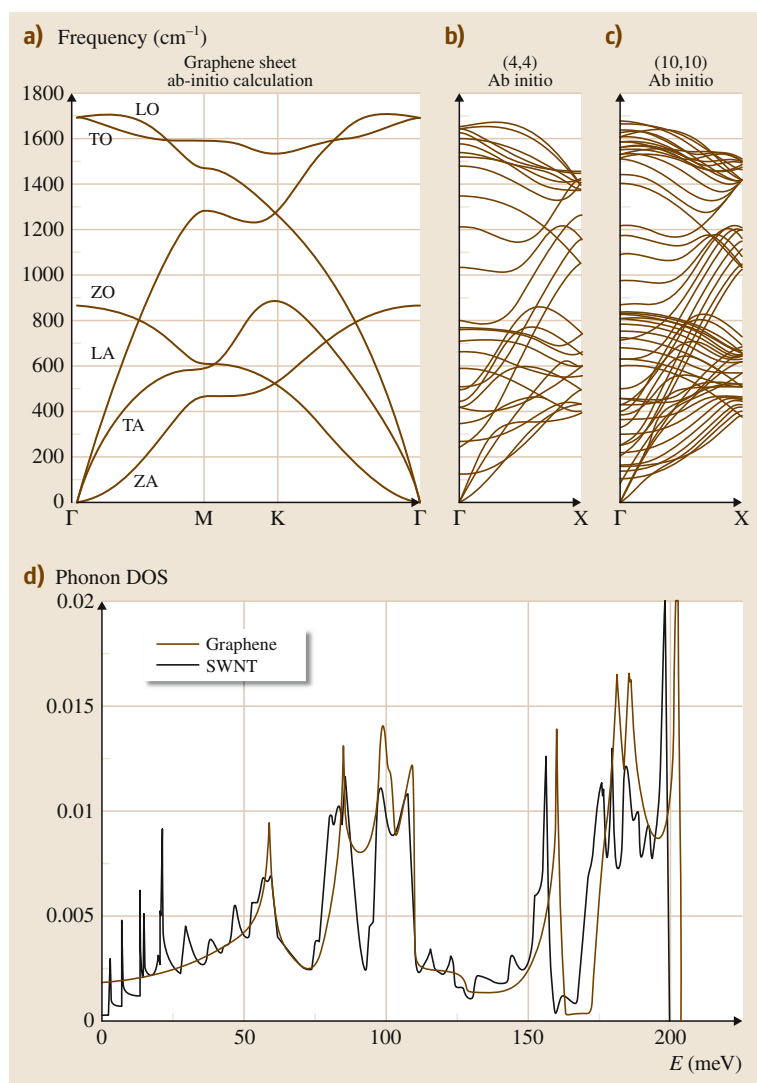 a) Frequency (cm⁻¹)
Graphene sheet
ab-initio calculation
1800
1600
1400
1200
1000
800
600
400
200
0
LO
TO
ZO
LA
TA
ZA
Γ M K Γ
b)
(4,4)
Ab initio
Γ X
c)
(10,10)
Ab initio
Γ X
d) Phonon DOS
0.02
0.015
0.01
0.005
0
Graphene
SWNT
0 50 100 150 200
E (meV)